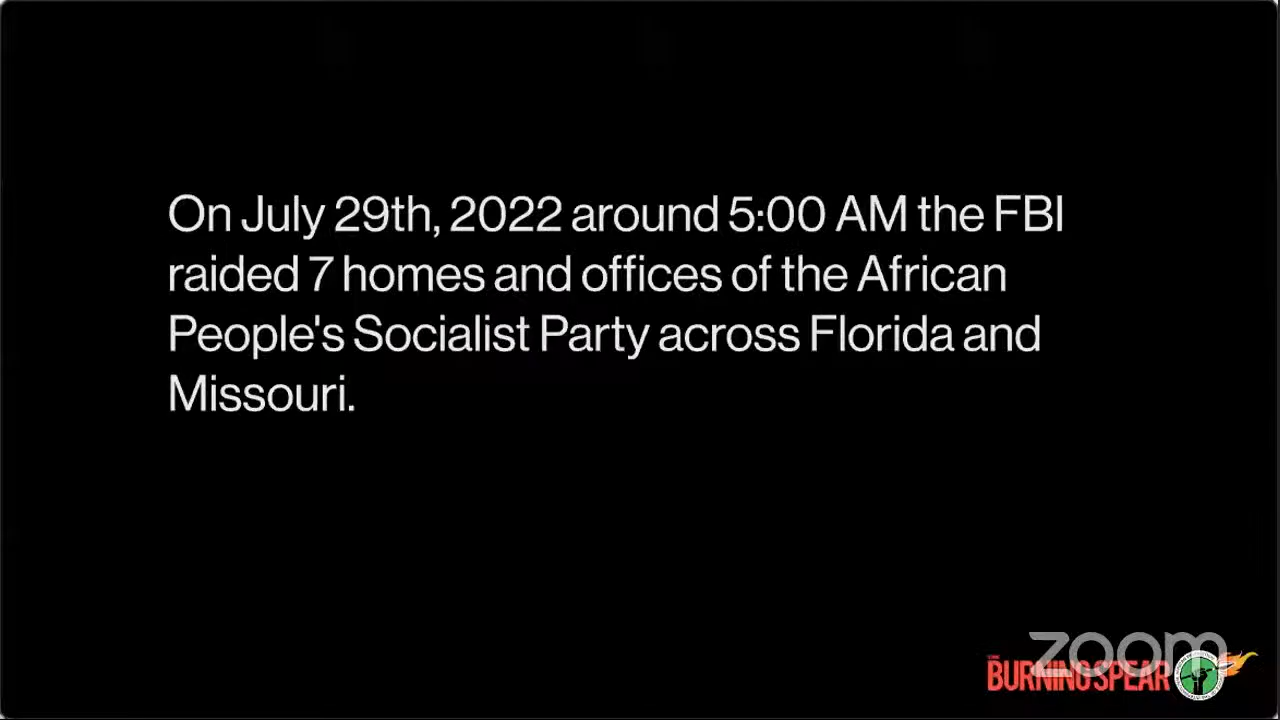 On July 29th, 2022 around 5:00 AM the FBI
raided 7 homes and offices of the African
People's Socialist Party across Florida and
Missouri.
zoom
THE
BURNING SPEAR